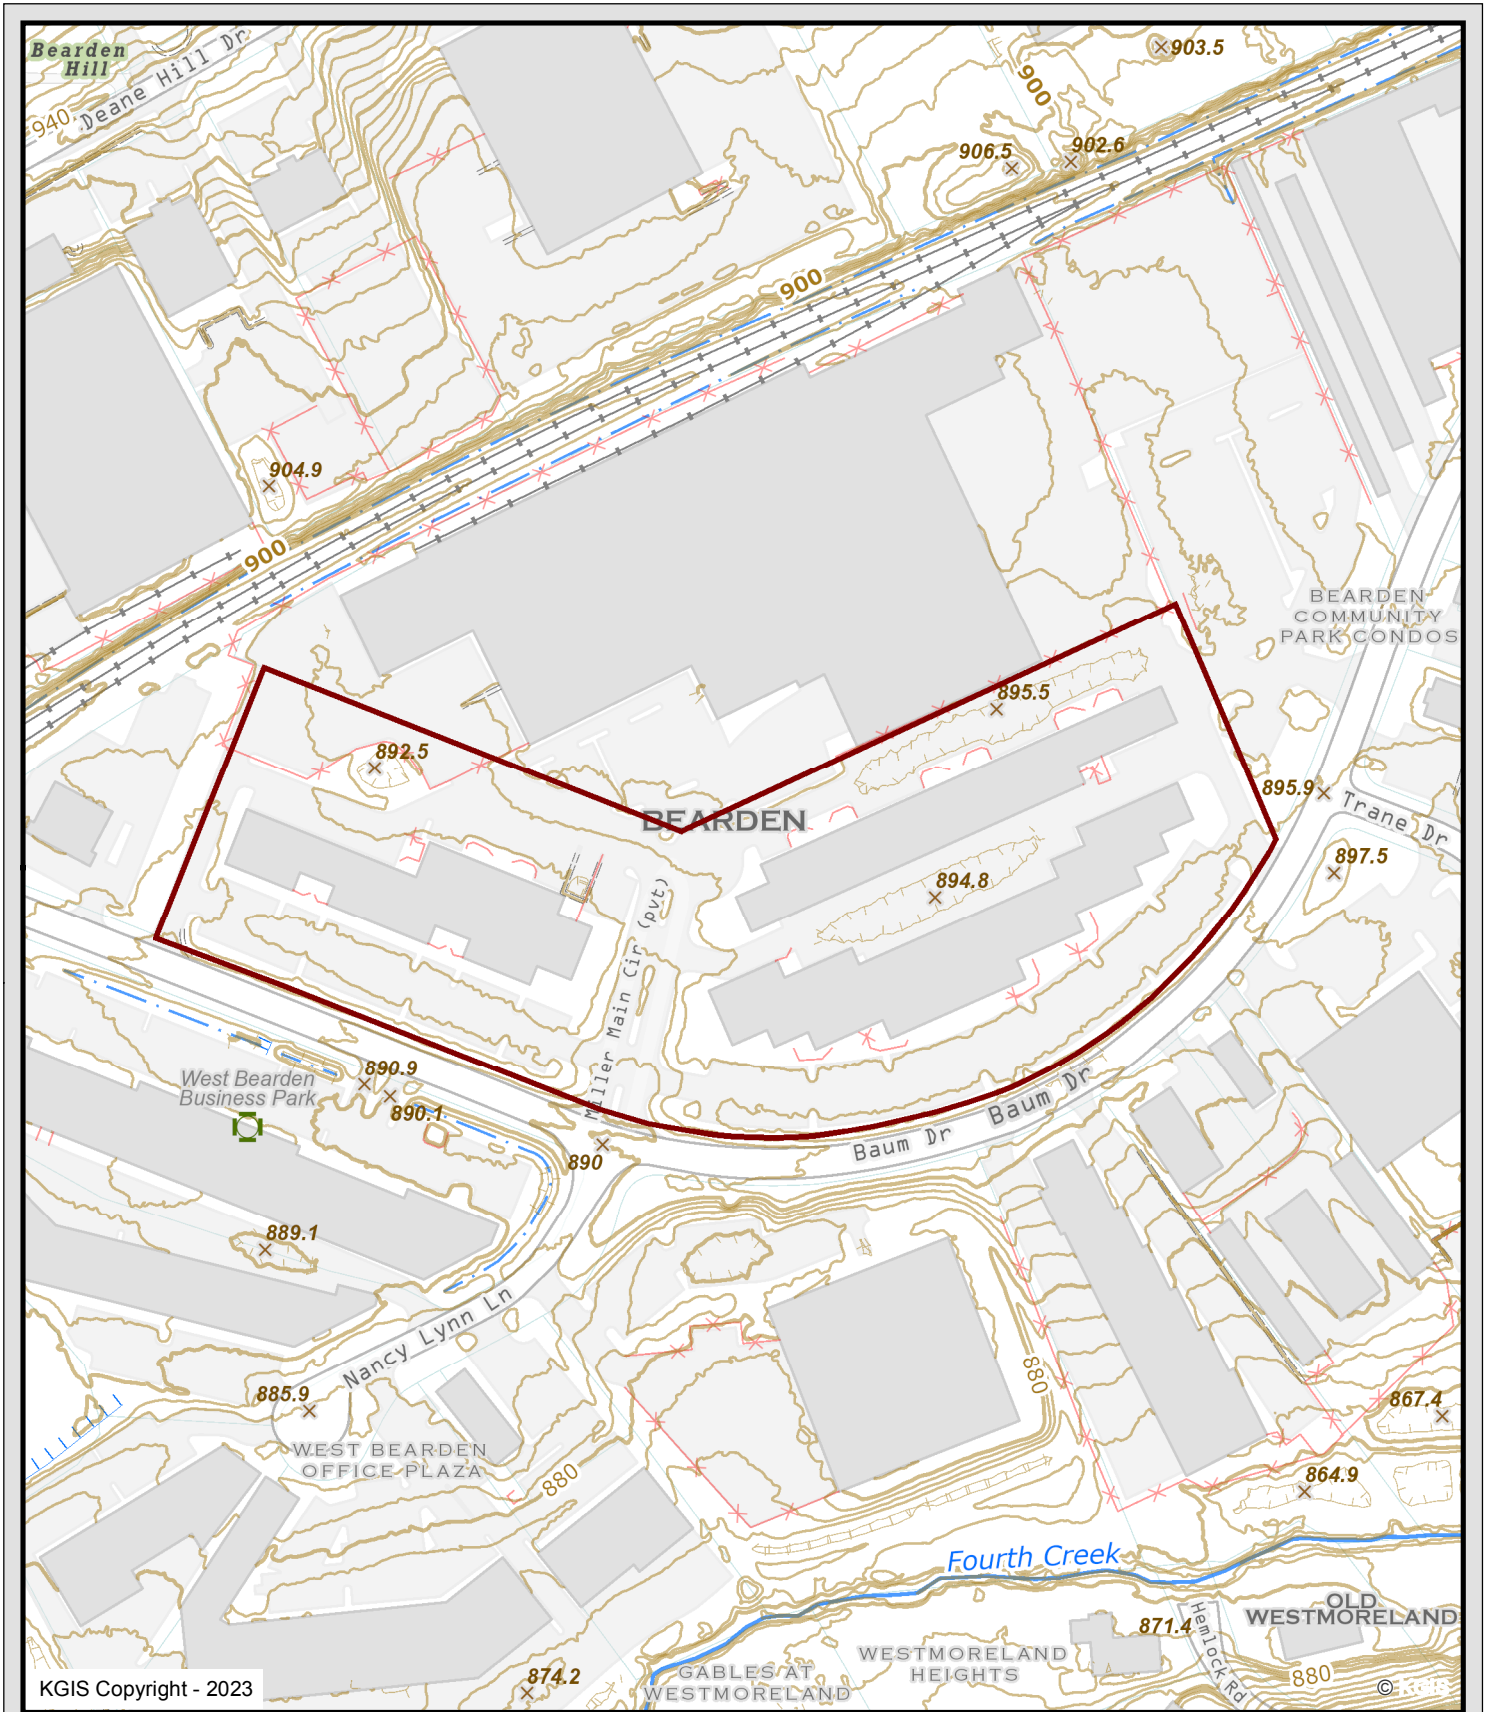 Bearden
Hill
Deane Hill Dr
940
903.5
900
906.5
902.6
900
904.9
900
BEARDEN
COMMUNITY
PARK CONDOS
895.5
892.5
895.9
BEARDEN
Trane Dr
897.5
894.8
Miller Main Cir (pvt)
890.9
West Bearden
Business Park
890.1
Baum Dr
Baum Dr
890
889.1
Nancy Lynn Ln
880
885.9
867.4
WEST BEARDEN
OFFICE PLAZA
880
864.9
Fourth Creek
OLD
WESTMORELAND
871.4
Hemlock Rd
WESTMORELAND
HEIGHTS
874.2
GABLES AT
WESTMORELAND
880
KGIS Copyright - 2023
© KGIS